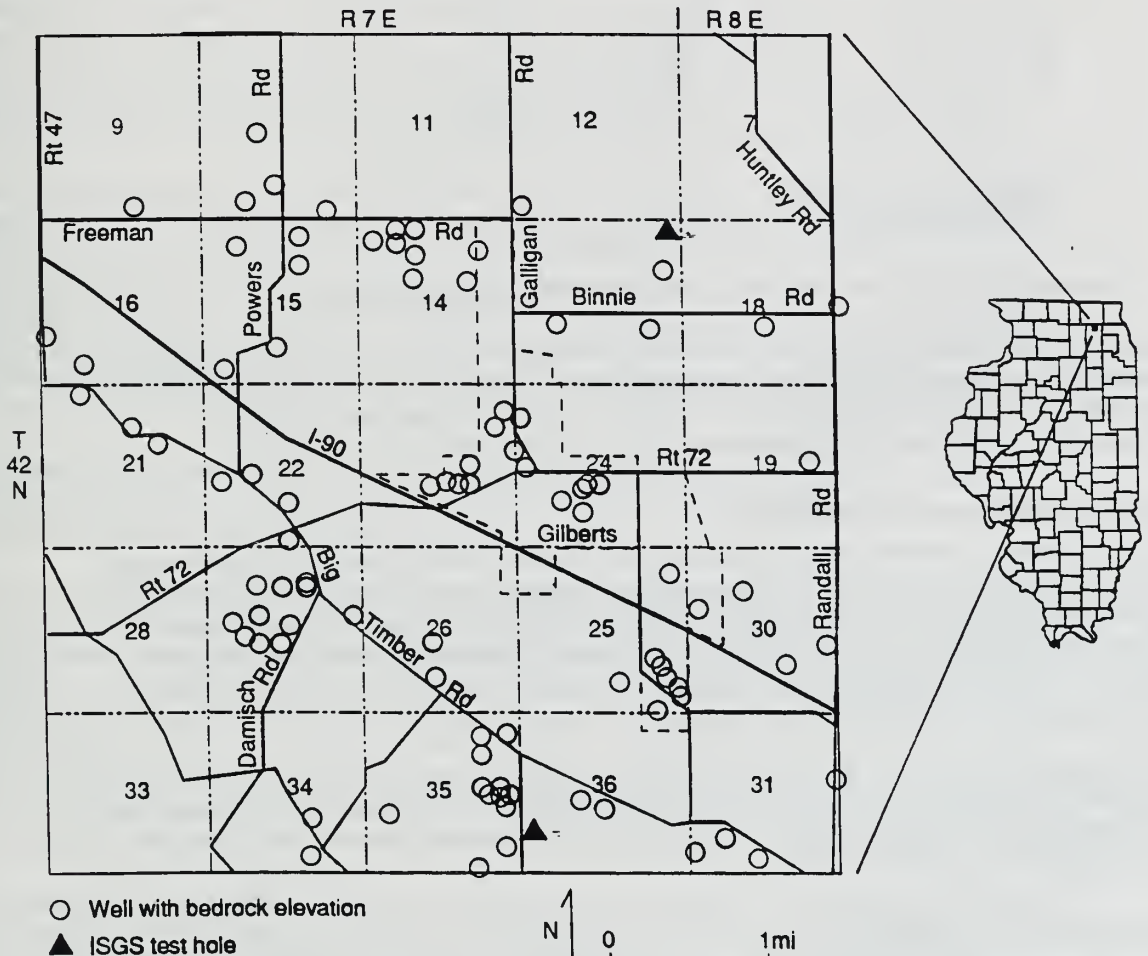 R 7 E
R 8 E
Rt 47
9
Rd
11
Rd
12
7
Huntley Rd
Freeman
Rd
16
Powers
15
14
Galligan
Binnie
18
Rd
T
42
N
21
22
I-90
24
Rt 72
19
Gilberts
Rd
Randall
Rt 72
Big
28
Timber
26
25
30
Damisch
Rd
Rd
33
34
35
36
31
Well with bedrock elevation
ISGS test hole
N
0
1mi